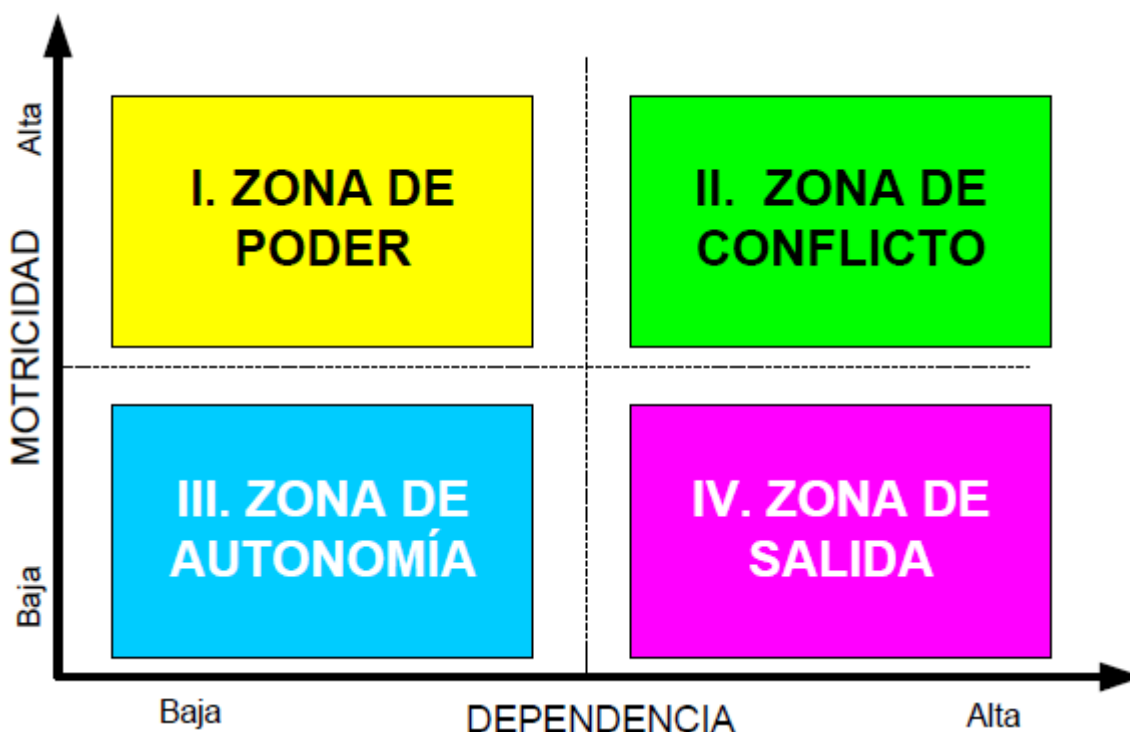 Alta
MOTRICIDAD
Baja
I. ZONA DE
PODER
II. ZONA DE
CONFLICTO
III. ZONA DE
AUTONOMÍA
IV. ZONA DE
SALIDA
Baja
DEPENDENCIA
Alta